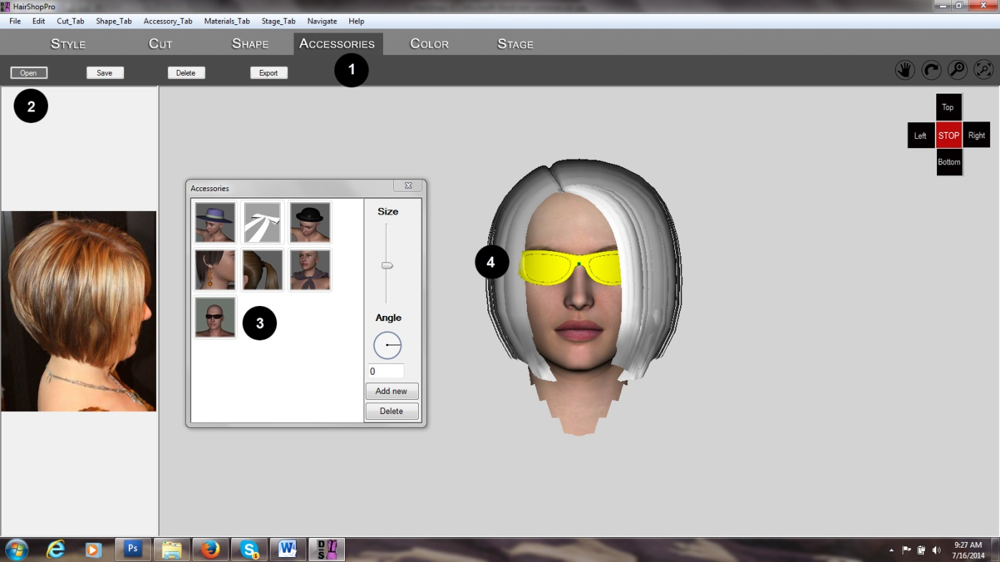 HairShopPro
File Edit Cut_Tab Shape_Tab Accessory_Tab Materials_Tab Stage_Tab Navigate Help
STYLE CUT SHAPE ACCESSORIES COLOR STAGE
Open Save Delete Export
1
2
Top
Left STOP Right
Bottom
Accessories
Size
Angle
0
Add new
Delete
3
4
Ps
W
D
S
1
9:27 AM
7/16/2014